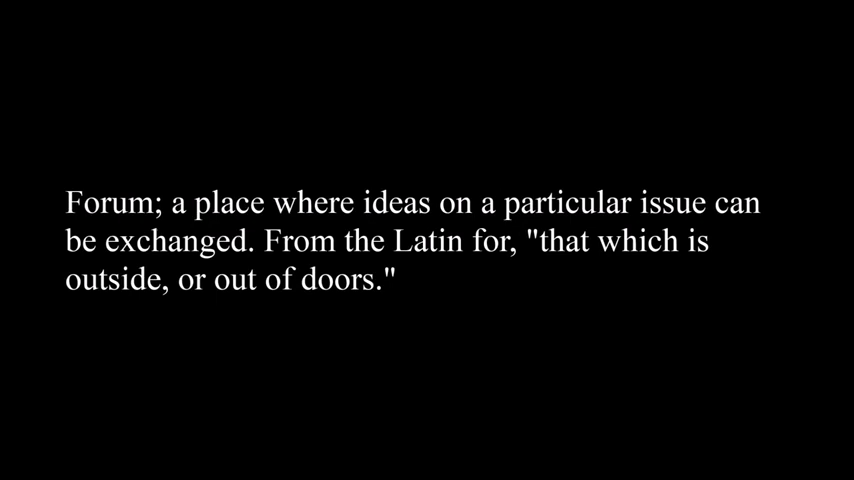 Forum; a place where ideas on a particular issue can
be exchanged. From the Latin for, "that which is
outside, or out of doors."